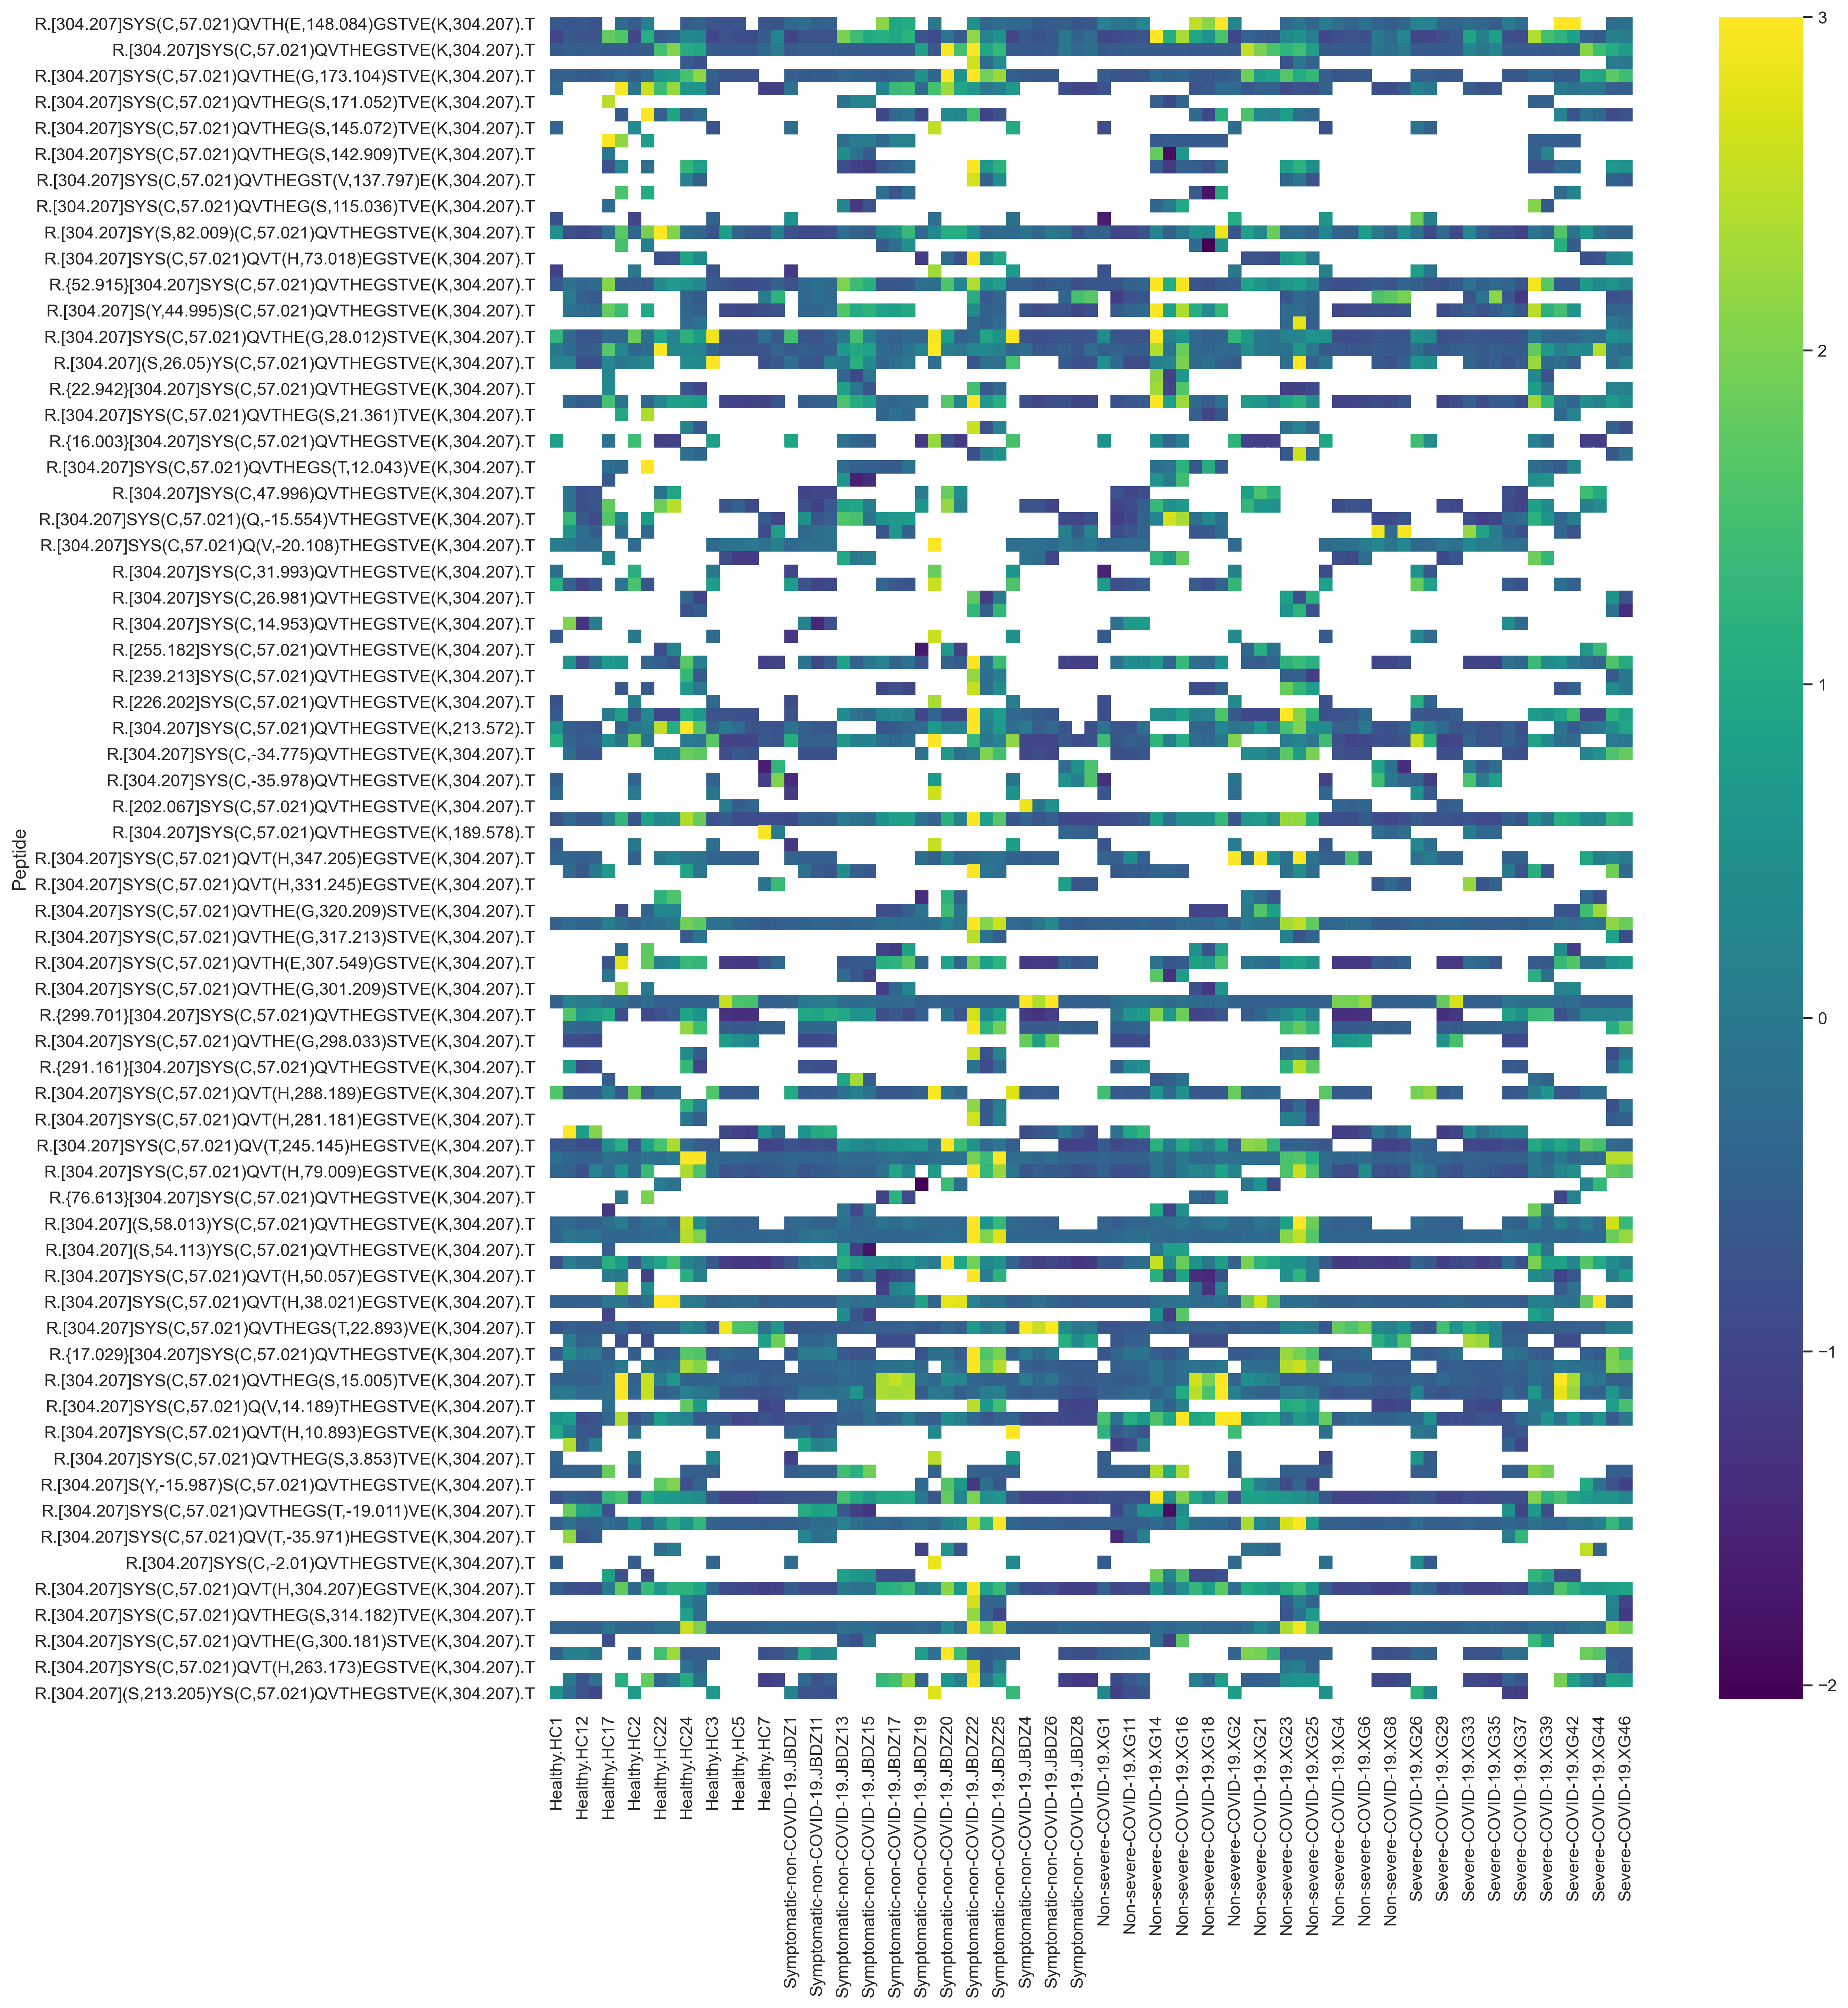 Peptide
R.[304.207]SYS(C,57.021)QVTH(E,148.084)GSTVE(K,304.207).T
R.[304.207]SYS(C,57.021)QVTHEGSTVE(K,304.207).T
R.[304.207]SYS(C,57.021)QVTHE(G,173.104)STVE(K,304.207).T
R.[304.207]SYS(C,57.021)QVTHEG(S,171.052)TVE(K,304.207).T
R.[304.207]SYS(C,57.021)QVTHEG(S,145.072)TVE(K,304.207).T
R.[304.207]SYS(C,57.021)QVTHEG(S,142.909)TVE(K,304.207).T
R.[304.207]SYS(C,57.021)QVTHEGST(V,137.797)E(K,304.207).T
R.[304.207]SYS(C,57.021)QVTHEG(S,115.036)TVE(K,304.207).T
R.[304.207]SY(S,82.009)(C,57.021)QVTHEGSTVE(K,304.207).T
R.[304.207]SYS(C,57.021)QVT(H,73.018)EGSTVE(K,304.207).T
R.{52.915}[304.207]SYS(C,57.021)QVTHEGSTVE(K,304.207).T
R.[304.207]S(Y,44.995)S(C,57.021)QVTHEGSTVE(K,304.207).T
R.[304.207]SYS(C,57.021)QVTHE(G,28.012)STVE(K,304.207).T
R.[304.207](S,26.05)YS(C,57.021)QVTHEGSTVE(K,304.207).T
R.{22.942}[304.207]SYS(C,57.021)QVTHEGSTVE(K,304.207).T
R.[304.207]SYS(C,57.021)QVTHEG(S,21.361)TVE(K,304.207).T
R.{16.003}[304.207]SYS(C,57.021)QVTHEGSTVE(K,304.207).T
R.[304.207]SYS(C,57.021)QVTHEGS(T,12.043)VE(K,304.207).T
R.[304.207]SYS(C,47.996)QVTHEGSTVE(K,304.207).T
R.[304.207]SYS(C,57.021)(Q,-15.554)VTHEGSTVE(K,304.207).T
R.[304.207]SYS(C,57.021)Q(V,-20.108)THEGSTVE(K,304.207).T
R.[304.207]SYS(C,31.993)QVTHEGSTVE(K,304.207).T
R.[304.207]SYS(C,26.981)QVTHEGSTVE(K,304.207).T
R.[304.207]SYS(C,14.953)QVTHEGSTVE(K,304.207).T
R.[255.182]SYS(C,57.021)QVTHEGSTVE(K,304.207).T
R.[239.213]SYS(C,57.021)QVTHEGSTVE(K,304.207).T
R.[226.202]SYS(C,57.021)QVTHEGSTVE(K,304.207).T
R.[304.207]SYS(C,57.021)QVTHEGSTVE(K,213.572).T
R.[304.207]SYS(C,-34.775)QVTHEGSTVE(K,304.207).T
R.[304.207]SYS(C,-35.978)QVTHEGSTVE(K,304.207).T
R.[202.067]SYS(C,57.021)QVTHEGSTVE(K,304.207).T
R.[304.207]SYS(C,57.021)QVTHEGSTVE(K,189.578).T
R.[304.207]SYS(C,57.021)QVT(H,347.205)EGSTVE(K,304.207).T
R.[304.207]SYS(C,57.021)QVT(H,331.245)EGSTVE(K,304.207).T
R.[304.207]SYS(C,57.021)QVTHE(G,320.209)STVE(K,304.207).T
R.[304.207]SYS(C,57.021)QVTHE(G,317.213)STVE(K,304.207).T
R.[304.207]SYS(C,57.021)QVTH(E,307.549)GSTVE(K,304.207).T
R.[304.207]SYS(C,57.021)QVTHE(G,301.209)STVE(K,304.207).T
R.{299.701}[304.207]SYS(C,57.021)QVTHEGSTVE(K,304.207).T
R.[304.207]SYS(C,57.021)QVTHE(G,298.033)STVE(K,304.207).T
R.{291.161}[304.207]SYS(C,57.021)QVTHEGSTVE(K,304.207).T
R.[304.207]SYS(C,57.021)QVT(H,288.189)EGSTVE(K,304.207).T
R.[304.207]SYS(C,57.021)QVT(H,281.181)EGSTVE(K,304.207).T
R.[304.207]SYS(C,57.021)QV(T,245.145)HEGSTVE(K,304.207).T
R.[304.207]SYS(C,57.021)QVT(H,79.009)EGSTVE(K,304.207).T
R.{76.613}[304.207]SYS(C,57.021)QVTHEGSTVE(K,304.207).T
R.[304.207](S,58.013)YS(C,57.021)QVTHEGSTVE(K,304.207).T
R.[304.207](S,54.113)YS(C,57.021)QVTHEGSTVE(K,304.207).T
R.[304.207]SYS(C,57.021)QVT(H,50.057)EGSTVE(K,304.207).T
R.[304.207]SYS(C,57.021)QVT(H,38.021)EGSTVE(K,304.207).T
R.[304.207]SYS(C,57.021)QVTHEGS(T,22.893)VE(K,304.207).T
R.{17.029}[304.207]SYS(C,57.021)QVTHEGSTVE(K,304.207).T
R.[304.207]SYS(C,57.021)QVTHEG(S,15.005)TVE(K,304.207).T
R.[304.207]SYS(C,57.021)Q(V,14.189)THEGSTVE(K,304.207).T
R.[304.207]SYS(C,57.021)QVT(H,10.893)EGSTVE(K,304.207).T
R.[304.207]SYS(C,57.021)QVTHEG(S,3.853)TVE(K,304.207).T
R.[304.207]S(Y,-15.987)S(C,57.021)QVTHEGSTVE(K,304.207).T
R.[304.207]SYS(C,57.021)QVTHEGS(T,-19.011)VE(K,304.207).T
R.[304.207]SYS(C,57.021)QV(T,-35.971)HEGSTVE(K,304.207).T
R.[304.207]SYS(C,-2.01)QVTHEGSTVE(K,304.207).T
R.[304.207]SYS(C,57.021)QVT(H,304.207)EGSTVE(K,304.207).T
R.[304.207]SYS(C,57.021)QVTHEG(S,314.182)TVE(K,304.207).T
R.[304.207]SYS(C,57.021)QVTHE(G,300.181)STVE(K,304.207).T
R.[304.207]SYS(C,57.021)QVT(H,263.173)EGSTVE(K,304.207).T
R.[304.207](S,213.205)YS(C,57.021)QVTHEGSTVE(K,304.207).T
Healthy.HC1
Healthy.HC12
Healthy.HC17
Healthy.HC2
Healthy.HC22
Healthy.HC24
Healthy.HC3
Healthy.HC5
Healthy.HC7
Symptomatic-non-COVID-19.JBDZ1
Symptomatic-non-COVID-19.JBDZ11
Symptomatic-non-COVID-19.JBDZ13
Symptomatic-non-COVID-19.JBDZ15
Symptomatic-non-COVID-19.JBDZ17
Symptomatic-non-COVID-19.JBDZ19
Symptomatic-non-COVID-19.JBDZ20
Symptomatic-non-COVID-19.JBDZ22
Symptomatic-non-COVID-19.JBDZ25
Symptomatic-non-COVID-19.JBDZ4
Symptomatic-non-COVID-19.JBDZ6
Symptomatic-non-COVID-19.JBDZ8
Non-severe-COVID-19.XG1
Non-severe-COVID-19.XG11
Non-severe-COVID-19.XG14
Non-severe-COVID-19.XG16
Non-severe-COVID-19.XG18
Non-severe-COVID-19.XG2
Non-severe-COVID-19.XG21
Non-severe-COVID-19.XG23
Non-severe-COVID-19.XG25
Non-severe-COVID-19.XG4
Non-severe-COVID-19.XG6
Non-severe-COVID-19.XG8
Severe-COVID-19.XG26
Severe-COVID-19.XG29
Severe-COVID-19.XG33
Severe-COVID-19.XG35
Severe-COVID-19.XG37
Severe-COVID-19.XG39
Severe-COVID-19.XG42
Severe-COVID-19.XG44
Severe-COVID-19.XG46
3
2
1
0
−1
−2